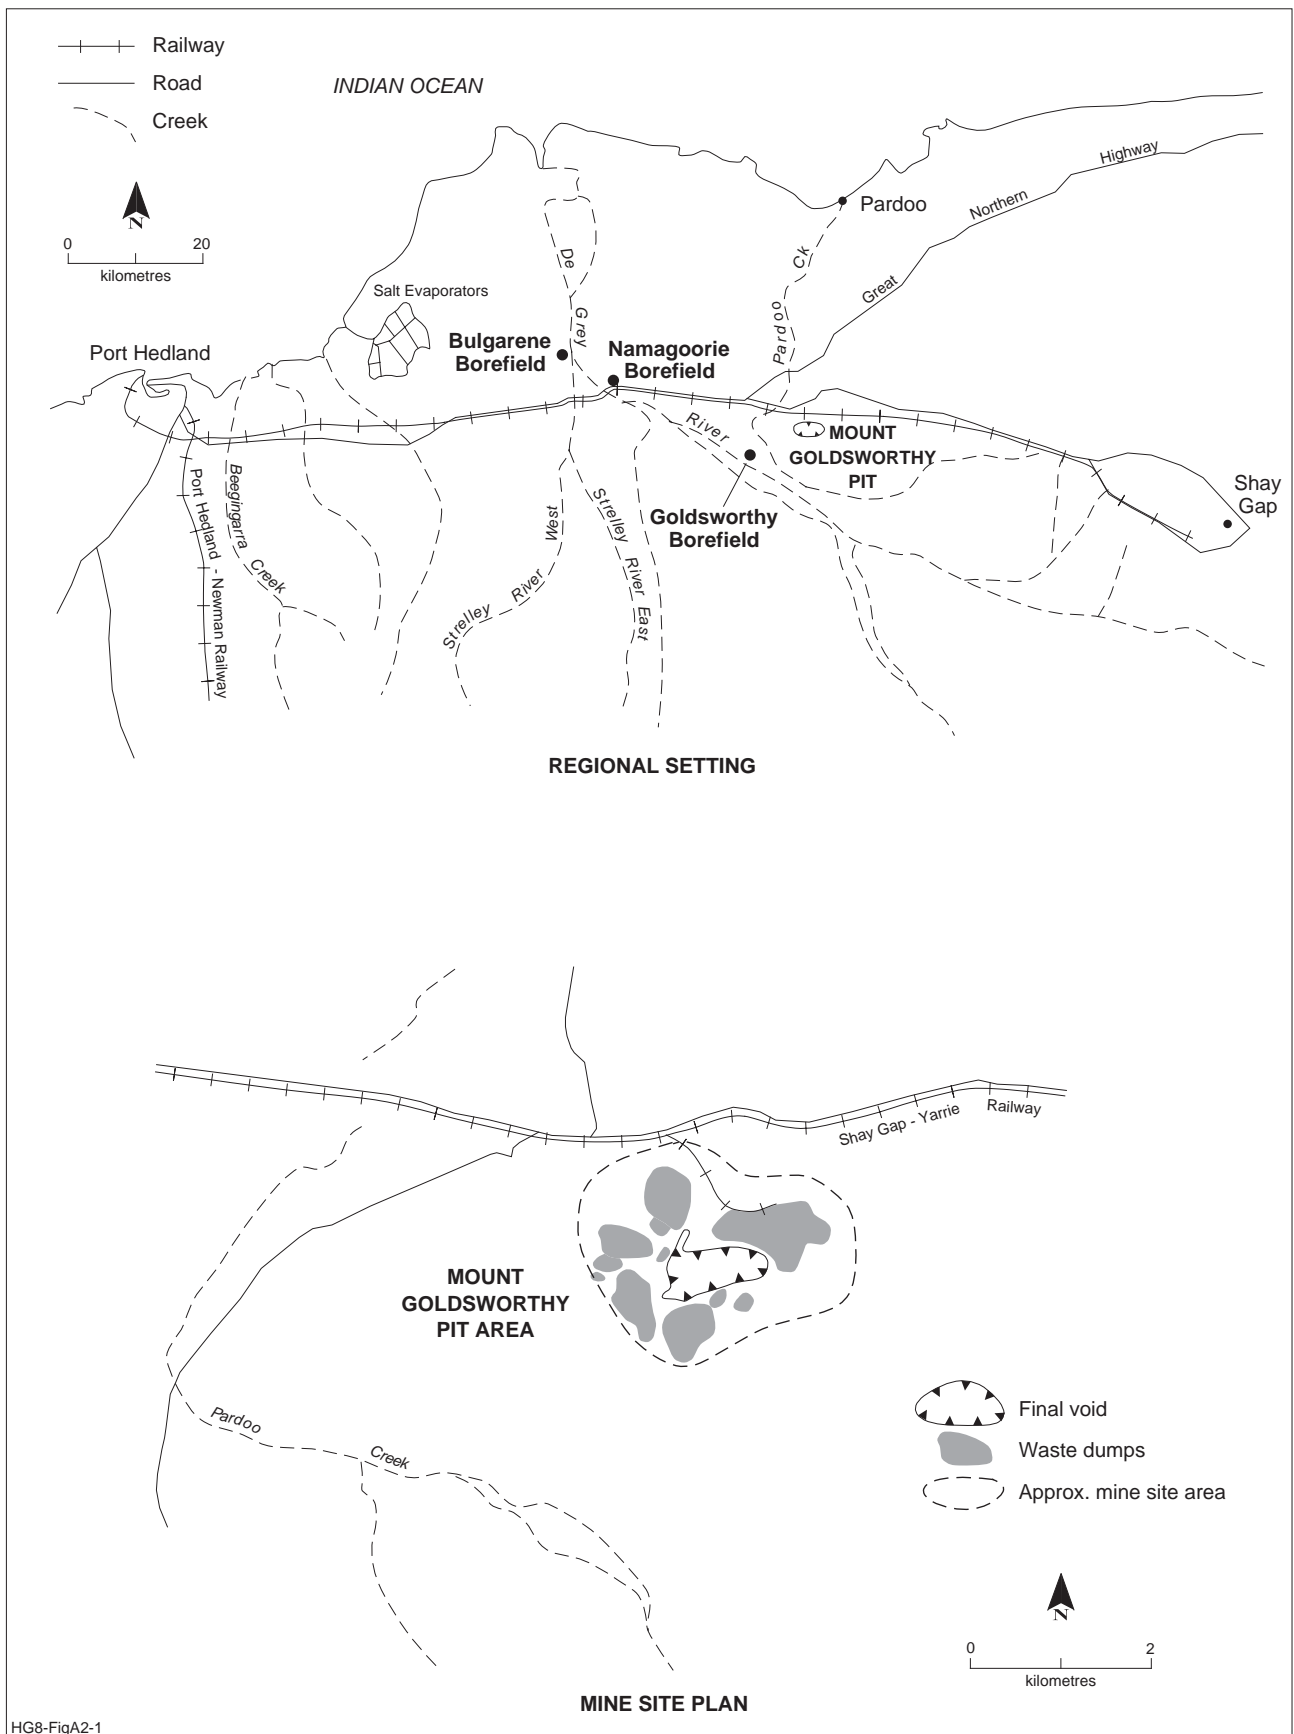 Railway
Road
Creek
INDIAN OCEAN
N
0 20
kilometres
Salt Evaporators
Port Hedland
Bulgarene
Borefield
Namagoorie
Borefield
De
Grey
River
Pardoo
Pardoo Ck
Great Northern Highway
MOUNT
GOLDSWORTHY
PIT
Goldsworthy
Borefield
Shay
Gap
Port Hedland - Newman Railway
Beegingarra Creek
Strelley River West
Strelley River East
REGIONAL SETTING
Shay Gap - Yarrie Railway
MOUNT
GOLDSWORTHY
PIT AREA
Pardoo Creek
Final void
Waste dumps
Approx. mine site area
N
0 2
kilometres
MINE SITE PLAN
HG8-FigA2-1